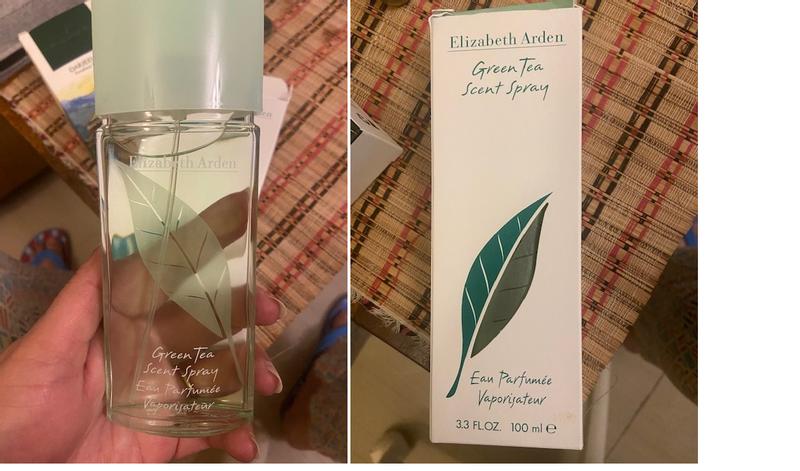 Elizabeth Arden
Green Tea
Scent Spray
Eau Parfumée
Vaporisateur
Elizabeth Arden
Green Tea
Scent Spray
Eau Parfumée
Vaporisateur
3.3 FL.OZ. 100 ml ℮